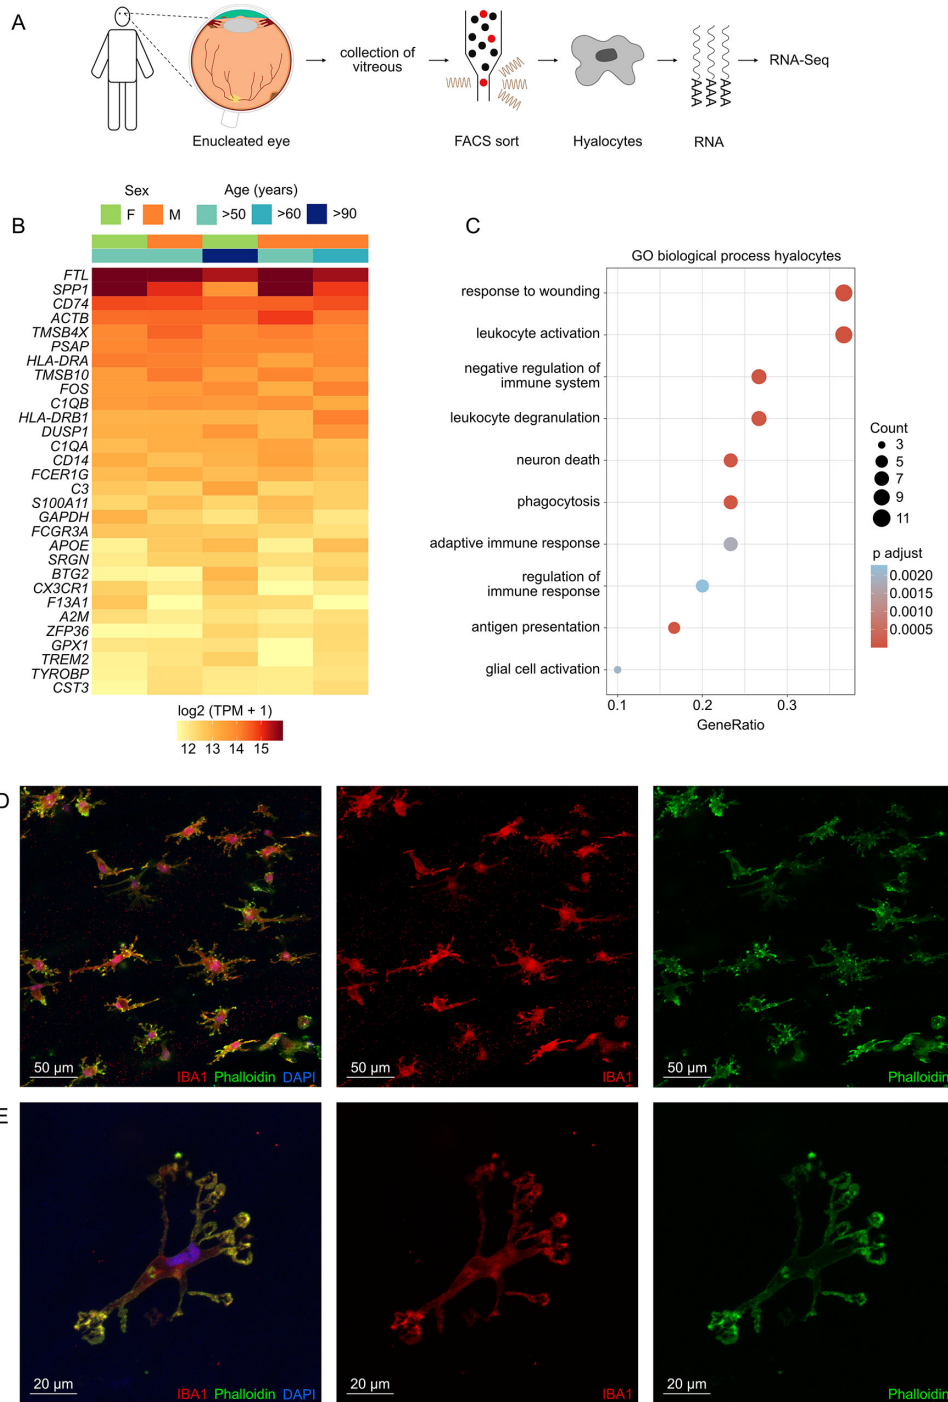 A
collection of
vitreous
AAA
AAA
AAA
RNA-Seq
Enucleated eye
FACS sort
Hyalocytes
RNA
B
Sex
Age (years)
F
M
>50
>60
>90
FTL
SPP1
CD74
ACTB
TMSB4X
PSAP
HLA-DRA
TMSB10
FOS
C1QB
HLA-DRB1
DUSP1
C1QA
CD14
FCER1G
C3
S100A11
GAPDH
FCGR3A
APOE
SRGN
BTG2
CX3CR1
F13A1
A2M
ZFP36
GPX1
TREM2
TYROBP
CST3
log2 (TPM + 1)
12 13 14 15
C
GO biological process hyalocytes
response to wounding
leukocyte activation
negative regulation of
immune system
leukocyte degranulation
neuron death
phagocytosis
adaptive immune response
regulation of
immune response
antigen presentation
glial cell activation
0.1 0.2 0.3
GeneRatio
Count
3
5
7
9
11
p adjust
0.0020
0.0015
0.0010
0.0005
D
50 µm
IBA1 Phalloidin DAPI
50 µm
IBA1
50 µm
Phalloidin
E
20 µm
IBA1 Phalloidin DAPI
20 µm
IBA1
20 µm
Phalloidin